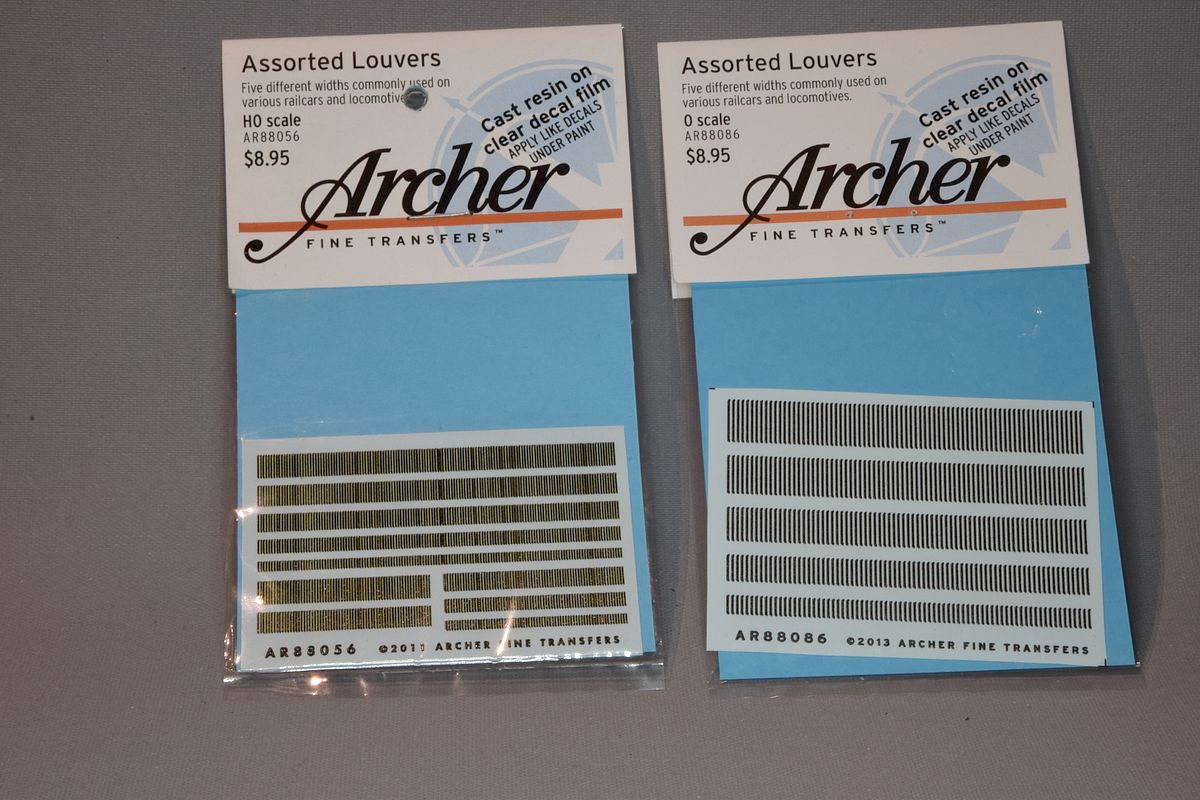 Assorted Louvers
Five different widths commonly used on
various railcars and locomotives.
HO scale
AR88056
$8.95
Cast resin on
clear decal film
APPLY LIKE DECALS
UNDER PAINT
Archer
FINE TRANSFERS™
AR88056 ©2011 ARCHER FINE TRANSFERS
Assorted Louvers
Five different widths commonly used on
various railcars and locomotives.
O scale
AR88086
$8.95
Cast resin on
clear decal film
APPLY LIKE DECALS
UNDER PAINT
Archer
FINE TRANSFERS™
AR88086 ©2013 ARCHER FINE TRANSFERS